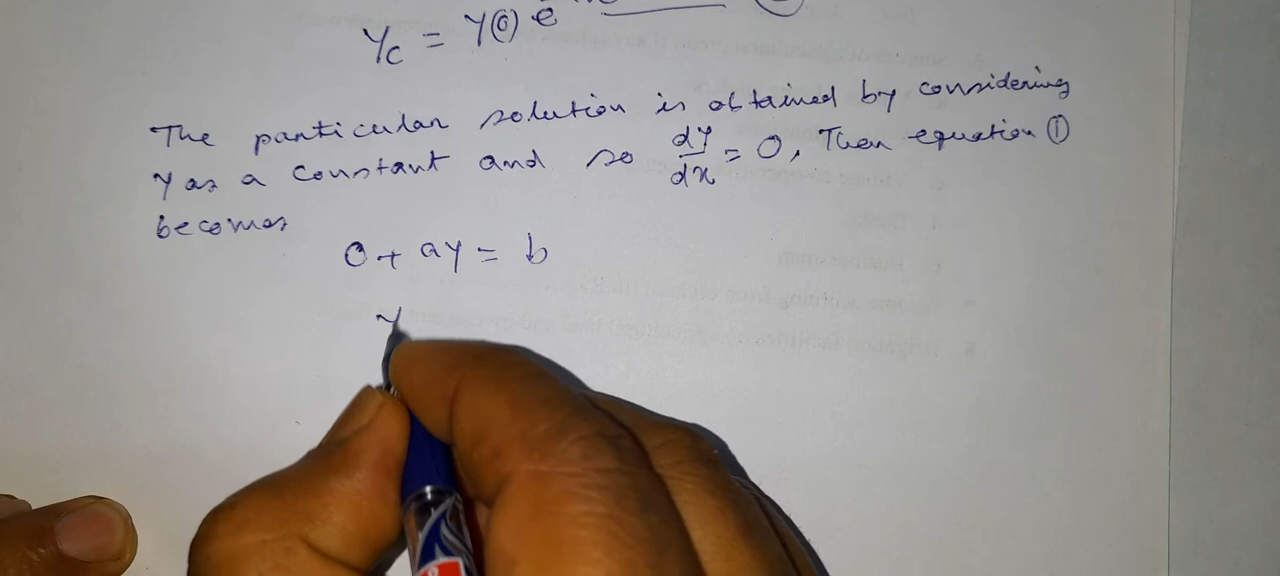 Yc = Y(0) e
The particular solution is obtained by considering
Y as a constant and so dy/dx = 0, Then equation ①
becomes
0 + ay = b
Y